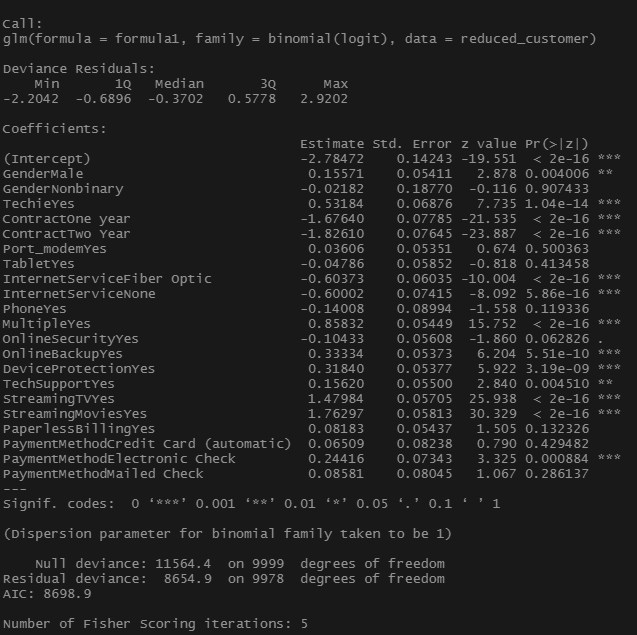 Call:
glm(formula = formula1, family = binomial(logit), data = reduced_customer)
Deviance Residuals:
Min 1Q Median 3Q Max
-2.2042 -0.6896 -0.3702 0.5778 2.9202
Coefficients:
Estimate Std. Error z value Pr(>|z|)
(Intercept) -2.78472 0.14243 -19.551 < 2e-16 ***
GenderMale 0.15571 0.05411 2.878 0.004006 **
GenderNonbinary -0.02182 0.18770 -0.116 0.907433
TechieYes 0.53184 0.06876 7.735 1.04e-14 ***
ContractOne year -1.67640 0.07785 -21.535 < 2e-16 ***
ContractTwo Year -1.82610 0.07645 -23.887 < 2e-16 ***
Port_modemYes 0.03606 0.05351 0.674 0.500363
TabletYes -0.04786 0.05852 -0.818 0.413458
InternetServiceFiber Optic -0.60373 0.06035 -10.004 < 2e-16 ***
InternetServiceNone -0.60002 0.07415 -8.092 5.86e-16 ***
PhoneYes -0.14008 0.08994 -1.558 0.119336
MultipleYes 0.85832 0.05449 15.752 < 2e-16 ***
OnlineSecurityYes -0.10433 0.05608 -1.860 0.062826 .
OnlineBackupYes 0.33334 0.05373 6.204 5.51e-10 ***
DeviceProtectionYes 0.31840 0.05377 5.922 3.19e-09 ***
TechSupportYes 0.15620 0.05500 2.840 0.004510 **
StreamingTVYes 1.47984 0.05705 25.938 < 2e-16 ***
StreamingMoviesYes 1.76297 0.05813 30.329 < 2e-16 ***
PaperlessBillingYes 0.08183 0.05437 1.505 0.132326
PaymentMethodCredit Card (automatic) 0.06509 0.08238 0.790 0.429482
PaymentMethodElectronic Check 0.24416 0.07343 3.325 0.000884 ***
PaymentMethodMailed Check 0.08581 0.08045 1.067 0.286137
---
Signif. codes: 0 ‘***’ 0.001 ‘**’ 0.01 ‘*’ 0.05 ‘.’ 0.1 ‘ ’ 1
(Dispersion parameter for binomial family taken to be 1)
Null deviance: 11564.4 on 9999 degrees of freedom
Residual deviance: 8654.9 on 9978 degrees of freedom
AIC: 8698.9
Number of Fisher Scoring iterations: 5